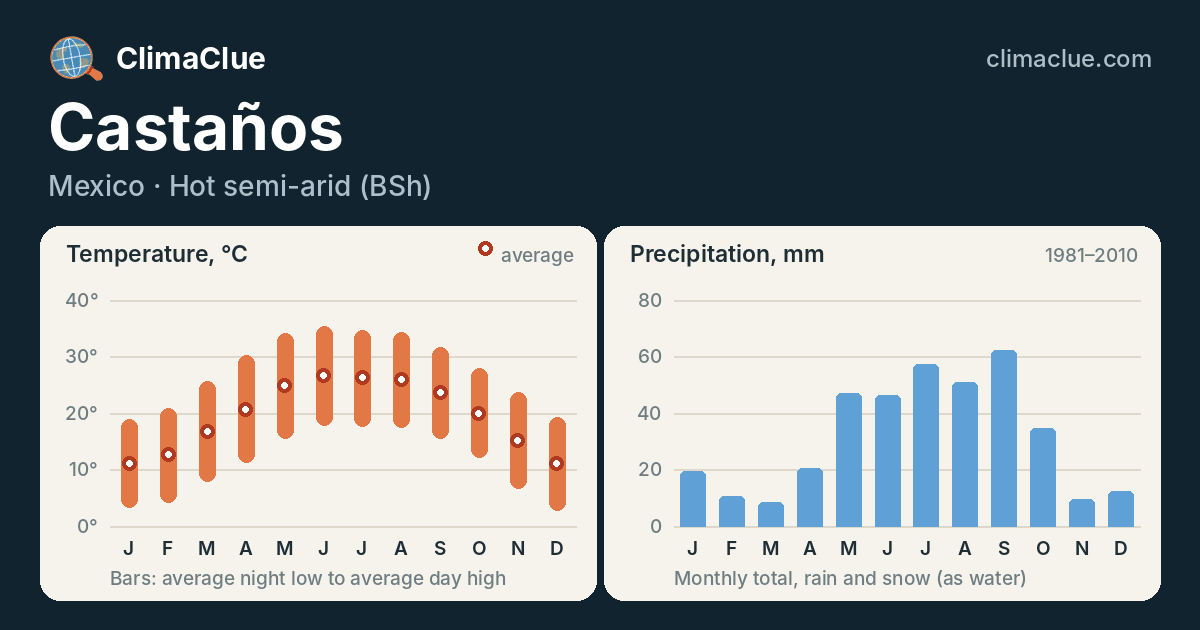 ClimaClue
climaclue.com
Castaños
Mexico · Hot semi-arid (BSh)
Temperature, °C
average
40°
30°
20°
10°
0°
J F M A M J J A S O N D
Bars: average night low to average day high
Precipitation, mm
1981–2010
80
60
40
20
0
J F M A M J J A S O N D
Monthly total, rain and snow (as water)